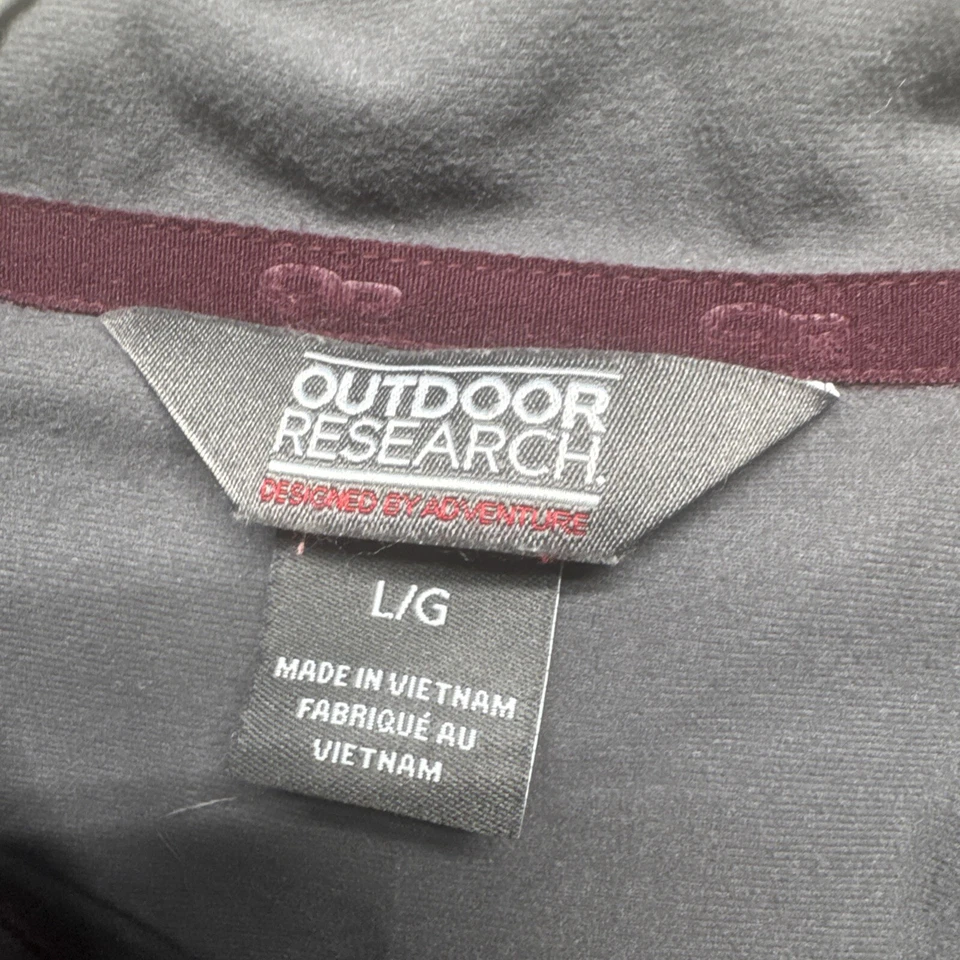 OUTDOOR
RESEARCH.
DESIGNED BY ADVENTURE
L/G
MADE IN VIETNAM
FABRIQUÉ AU
VIETNAM